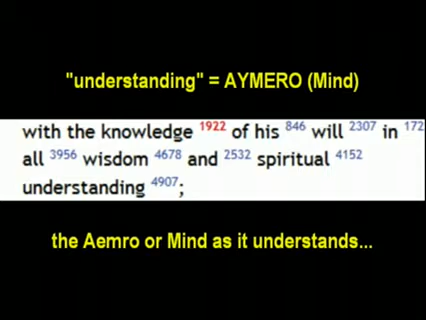 "understanding" = AYMERO (Mind)
with the knowledge 1922 of his 846 will 2307 in 172
all 3956 wisdom 4678 and 2532 spiritual 4152
understanding 4907;
the Aemro or Mind as it understands...